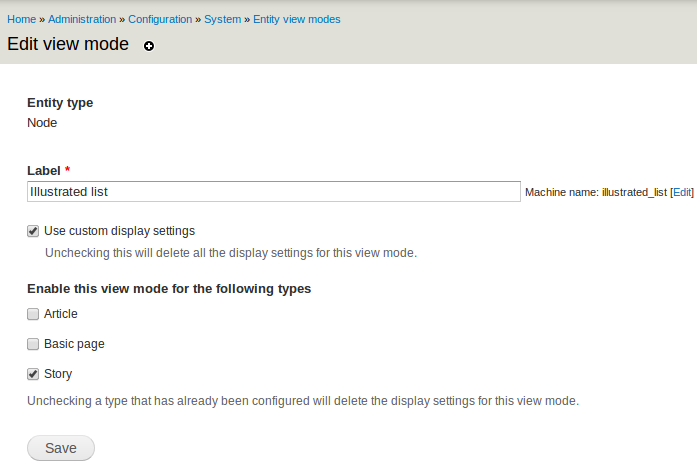 Home » Administration » Configuration » System » Entity view modes
Edit view mode
Entity type
Node
Label *
Illustrated list Machine name: illustrated_list [Edit]
Use custom display settings
Unchecking this will delete all the display settings for this view mode.
Enable this view mode for the following types
Article
Basic page
Story
Unchecking a type that has already been configured will delete the display settings for this view mode.
Save